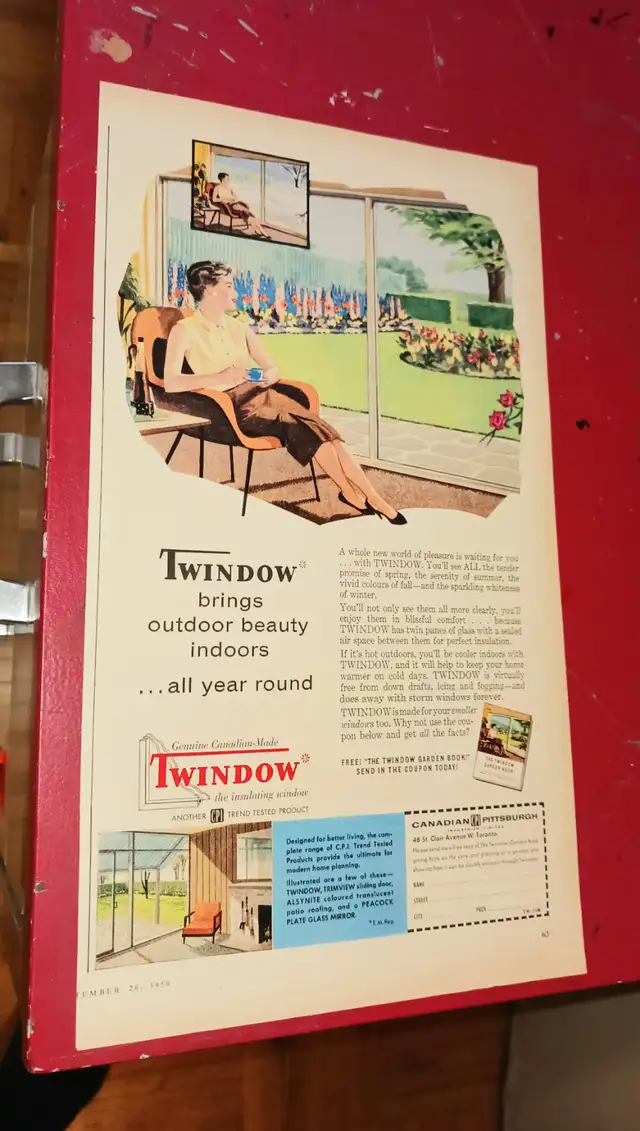 TWINDOW*
brings
outdoor beauty
indoors
...all year round
A whole new world of pleasure is waiting for you
. . . with TWINDOW. You'll see ALL the tender
promise of spring, the serenity of summer, the
vivid colours of fall—and the sparkling whiteness
of winter.
You'll not only see them all more clearly, you'll
enjoy them in blissful comfort . . . because
TWINDOW has twin panes of glass with a sealed
air space between them for perfect insulation.
If it's hot outdoors, you'll be cooler indoors with
TWINDOW, and it will help to keep your home
warmer on cold days. TWINDOW is virtually
free from down drafts, icing and fogging—and
does away with storm windows forever.
TWINDOW is made for your smaller
windows too. Why not use the cou-
pon below and get all the facts?
FREE! "THE TWINDOW GARDEN BOOK!"
SEND IN THE COUPON TODAY!
THE TWINDOW
GARDEN BOOK
Genuine Canadian-Made
TWINDOW*
the insulating window
ANOTHER CPI TREND TESTED PRODUCT
Designed for better living, the com-
plete range of C.P.I. Trend Tested
Products provide the ultimate for
modern home planning.
Illustrated are a few of these—
TWINDOW, TRIMVIEW sliding door,
ALSYNITE coloured translucent
patio roofing, and a PEACOCK
PLATE GLASS MIRROR.
*T.M. Reg.
CANADIAN CPI PITTSBURGH
INDUSTRIES LIMITED
48 St. Clair Avenue W. Toronto.
NAME
STREET
CITY PROV.
63
TEMBER 26, 1959